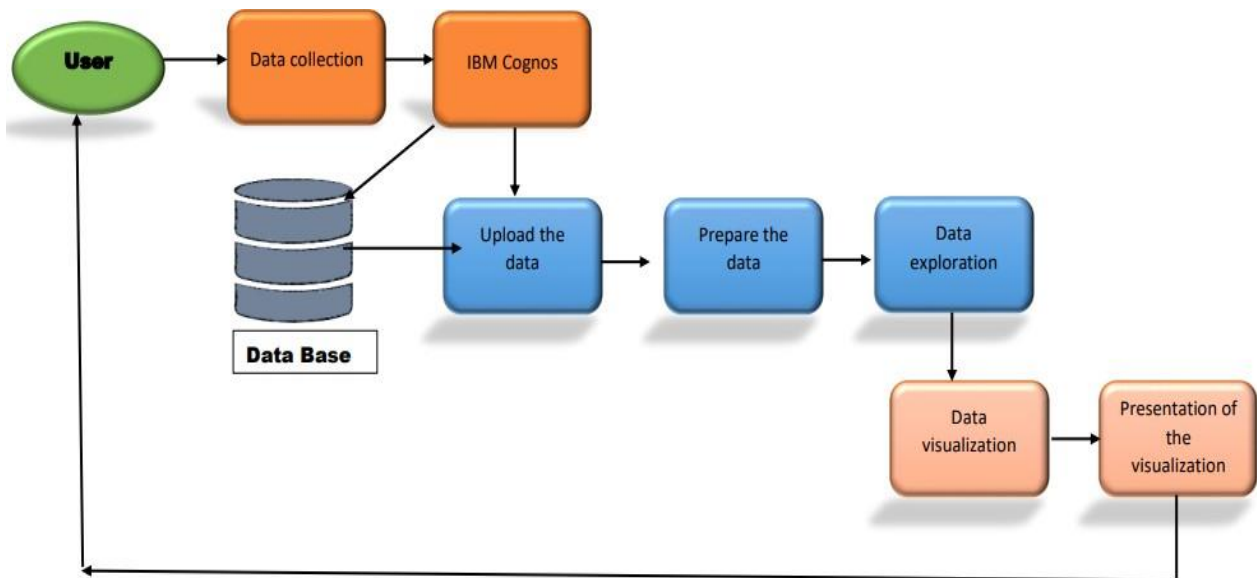 User
Data collection
IBM Cognos
Upload the
data
Prepare the
data
Data
exploration
Data Base
Data
visualization
Presentation of
the
visualization